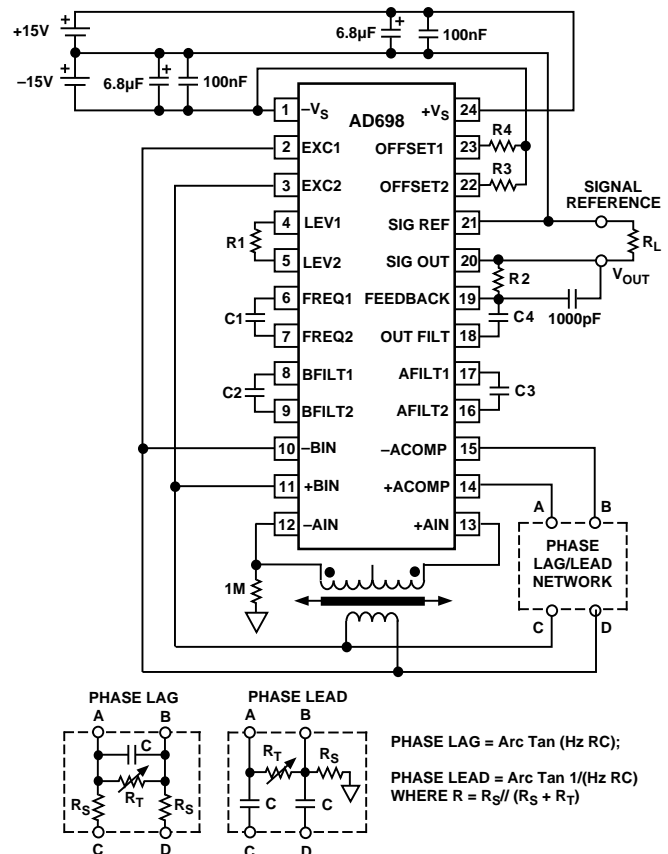 +15V
6.8µF
+
100nF
+
–15V
+
6.8µF
+
100nF
AD698
1
–VS
+VS
24
2
EXC1
OFFSET1
23
R4
3
EXC2
OFFSET2
22
R3
SIGNAL
REFERENCE
R1
4
LEV1
SIG REF
21
RL
5
LEV2
SIG OUT
20
VOUT
R2
C1
6
FREQ1
FEEDBACK
19
1000pF
7
FREQ2
OUT FILT
18
C4
C2
8
BFILT1
AFILT1
17
C3
9
BFILT2
AFILT2
16
10
–BIN
–ACOMP
15
11
+BIN
+ACOMP
14
A
B
12
–AIN
+AIN
13
PHASE
LAG/LEAD
NETWORK
1M
C
D
PHASE LAG
A
B
C
RT
RS
RS
C
D
PHASE LEAD
A
B
RT
RS
C
C
C
D
PHASE LAG = Arc Tan (Hz RC);
PHASE LEAD = Arc Tan 1/(Hz RC)
WHERE R = RS// (RS + RT)